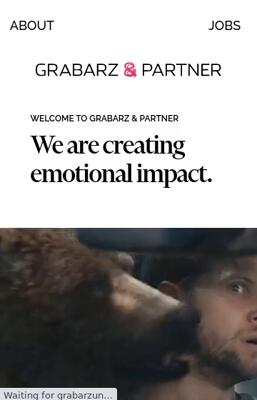 ABOUT JOBS
GRABARZ & PARTNER
WELCOME TO GRABARZ & PARTNER
We are creating
emotional impact.
Waiting for grabarzun...